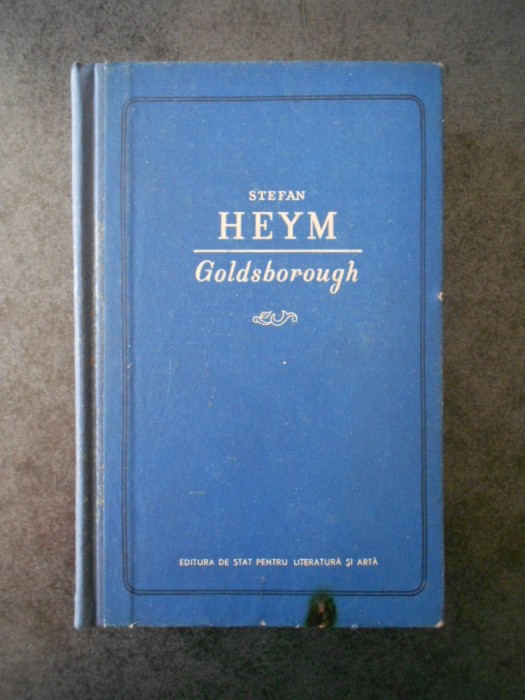 STEFAN
HEYM
Goldsborough
EDITURA DE STAT PENTRU LITERATURĂ ȘI ARTĂ